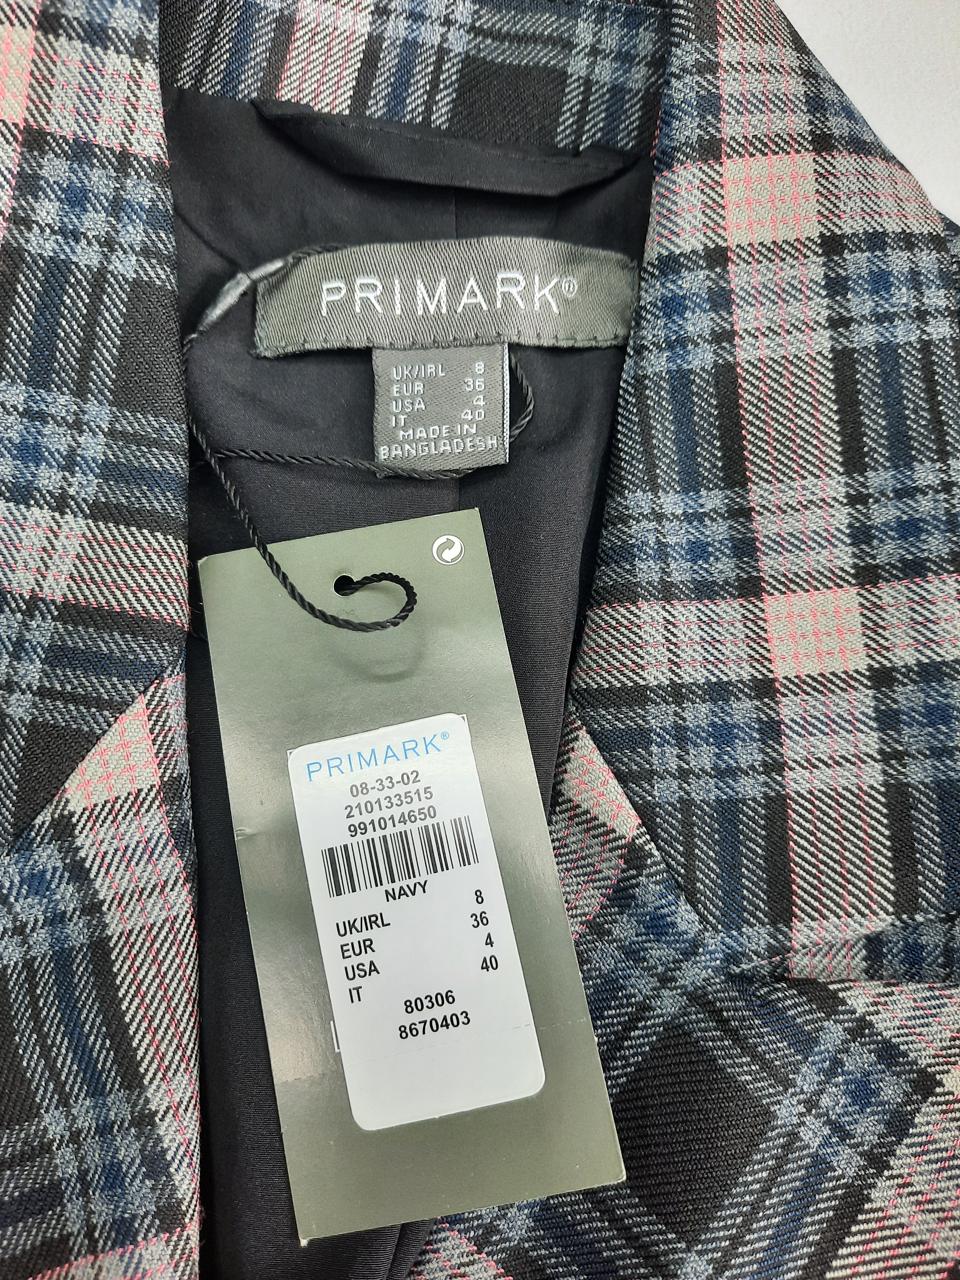 PRIMARK®
UK/IRL 8
EUR 36
USA 4
IT 40
MADE IN
BANGLADESH
PRIMARK®
08-33-02
210133515
991014650
NAVY
UK/IRL 8
EUR 36
USA 4
IT 40
80306
8670403